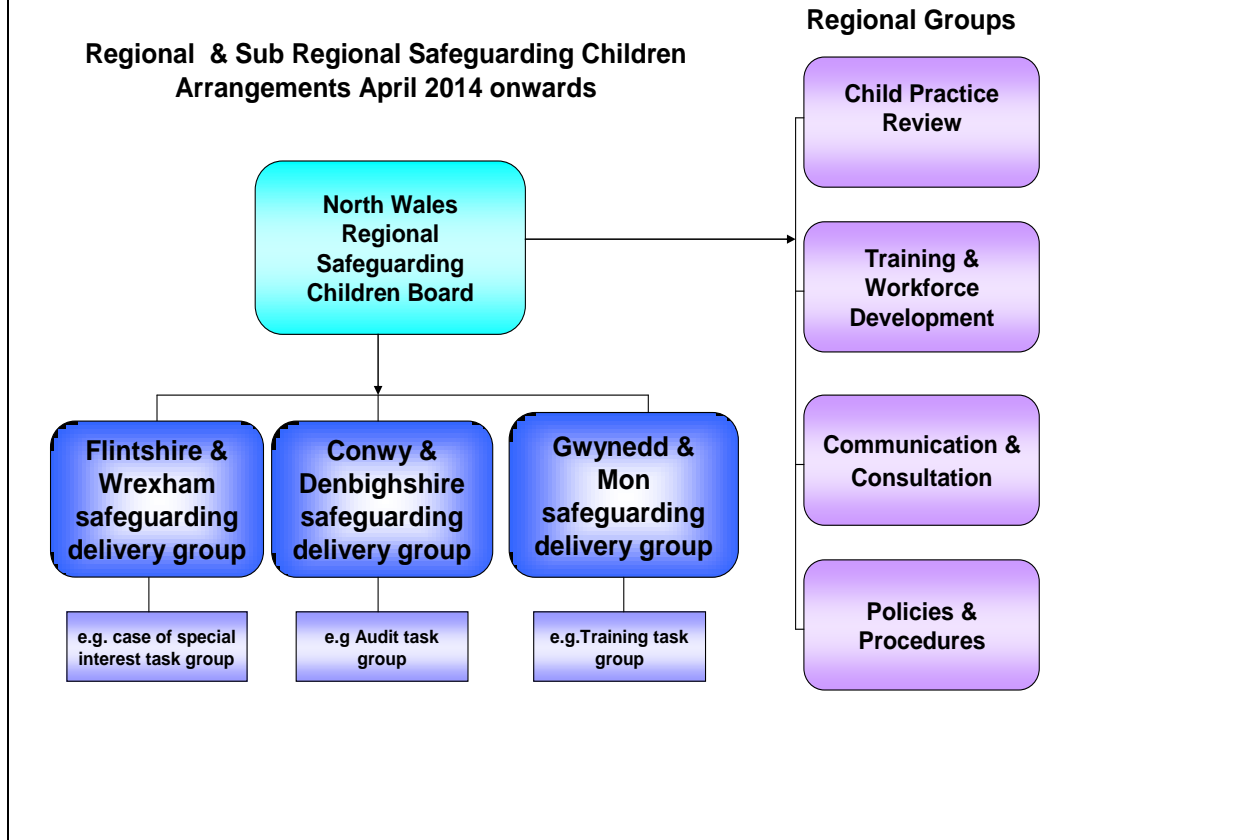 Regional & Sub Regional Safeguarding Children
Arrangements April 2014 onwards
Regional Groups
North Wales
Regional
Safeguarding
Children Board
Child Practice
Review
Training &
Workforce
Development
Communication &
Consultation
Policies &
Procedures
Flintshire &
Wrexham
safeguarding
delivery group
Conwy &
Denbighshire
safeguarding
delivery group
Gwynedd &
Mon
safeguarding
delivery group
e.g. case of special
interest task group
e.g Audit task
group
e.g.Training task
group